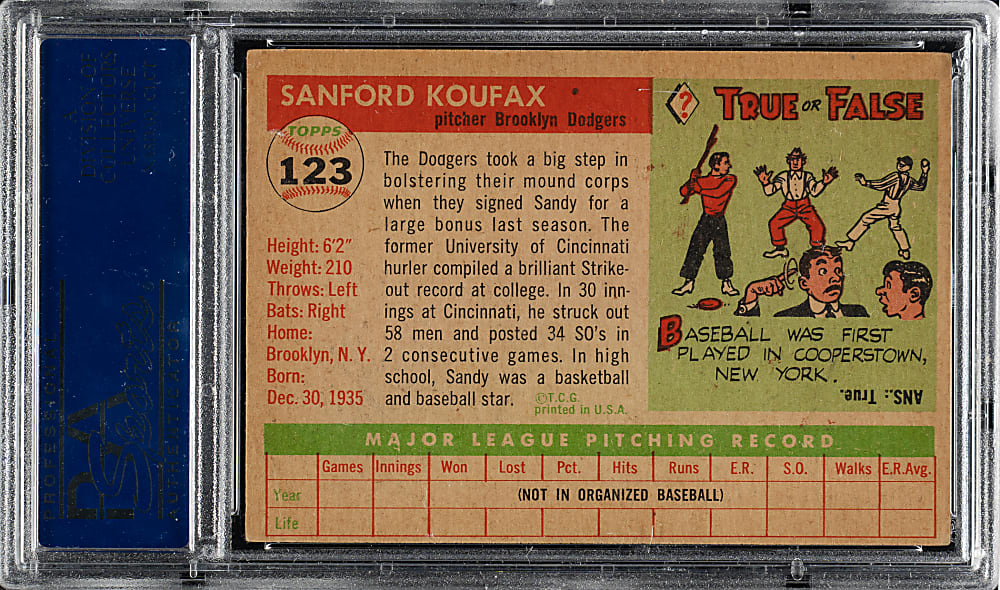 SANFORD KOUFAX
pitcher Brooklyn Dodgers
TOPPS
123
The Dodgers took a big step in
bolstering their mound corps
when they signed Sandy for a
large bonus last season. The
former University of Cincinnati
hurler compiled a brilliant Strike-
out record at college. In 30 inn-
ings at Cincinnati, he struck out
58 men and posted 34 SO's in
2 consecutive games. In high
school, Sandy was a basketball
and baseball star.
©T.C.G.
printed in U.S.A.
Height: 6'2"
Weight: 210
Throws: Left
Bats: Right
Home:
Brooklyn, N. Y.
Born:
Dec. 30, 1935
?
TRUE OR FALSE
BASEBALL WAS FIRST
PLAYED IN COOPERSTOWN,
NEW YORK.
ANS.: True.
MAJOR LEAGUE PITCHING RECORD
Games Innings Won Lost Pct. Hits Runs E.R. S.O. Walks E.R.Avg.
Year (NOT IN ORGANIZED BASEBALL)
Life
PSA
DIVISION OF
COLLECTORS
UNIVERSE